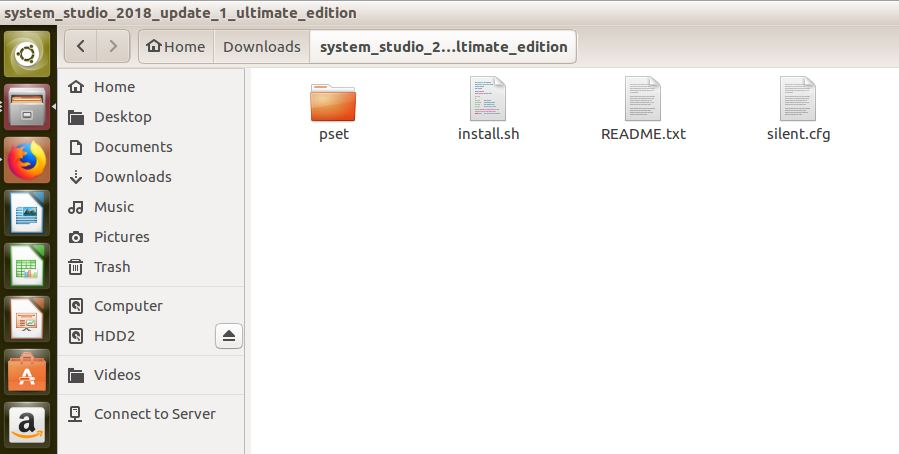 system_studio_2018_update_1_ultimate_edition
Home Downloads system_studio_2...ltimate_edition
Home
Desktop
Documents
Downloads
Music
Pictures
Trash
Computer
HDD2
Videos
Connect to Server
pset install.sh README.txt silent.cfg